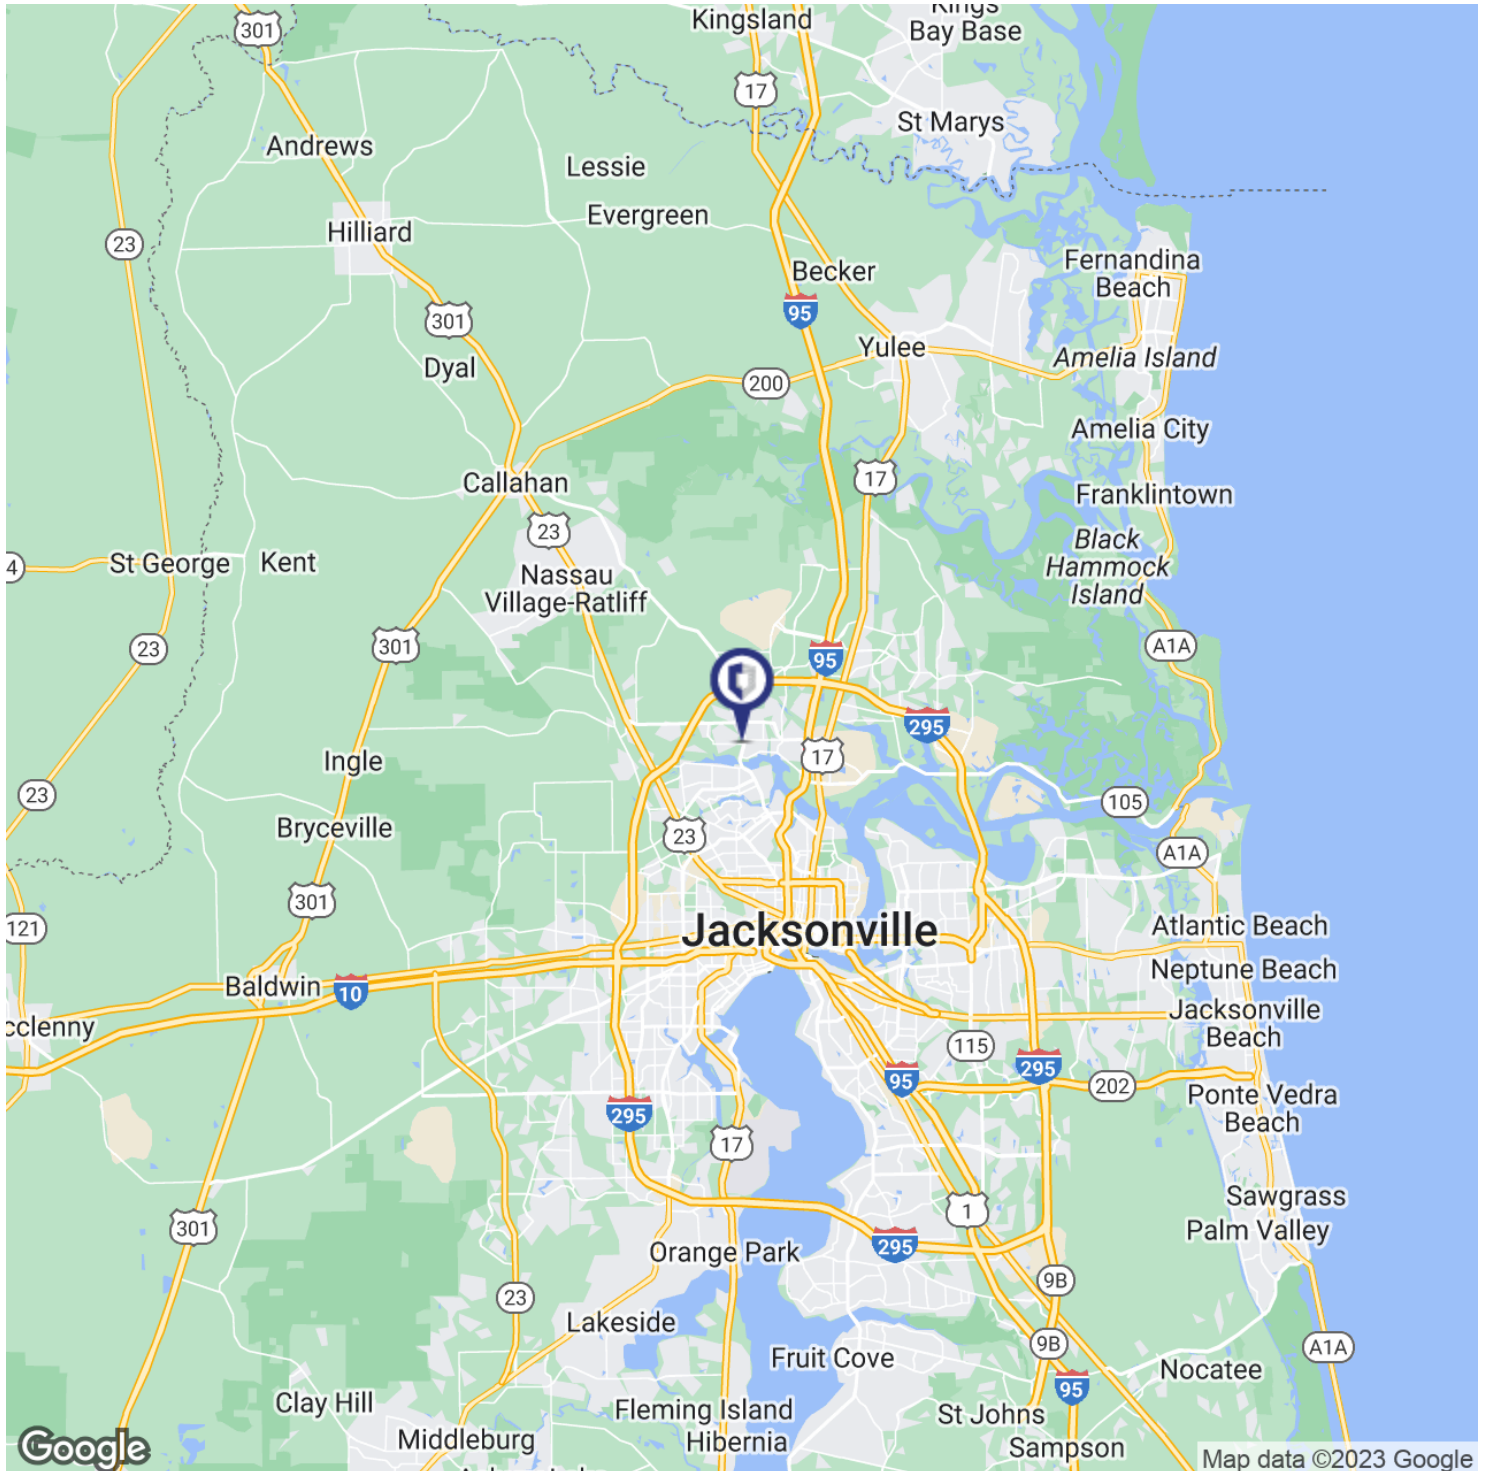 Kingsland
Kings
Bay Base
301
17
St Marys
Andrews
Lessie
Evergreen
Hilliard
23
Fernandina
Beach
Becker
95
301
Yulee
Amelia Island
Dyal
200
Amelia City
17
Callahan
Franklintown
23
Black
Hammock
Island
4
St George
Kent
Nassau
Village-Ratliff
301
23
95
A1A
295
17
Ingle
23
105
Bryceville
23
A1A
301
121
Jacksonville
Atlantic Beach
Neptune Beach
Baldwin
10
Jacksonville
Beach
cclenny
115
95
295
202
Ponte Vedra
Beach
295
17
Sawgrass
1
301
Palm Valley
295
Orange Park
9B
23
Lakeside
9B
A1A
Fruit Cove
Nocatee
95
Clay Hill
Fleming Island
St Johns
Middleburg
Hibernia
Sampson
Google
Map data ©2023 Google